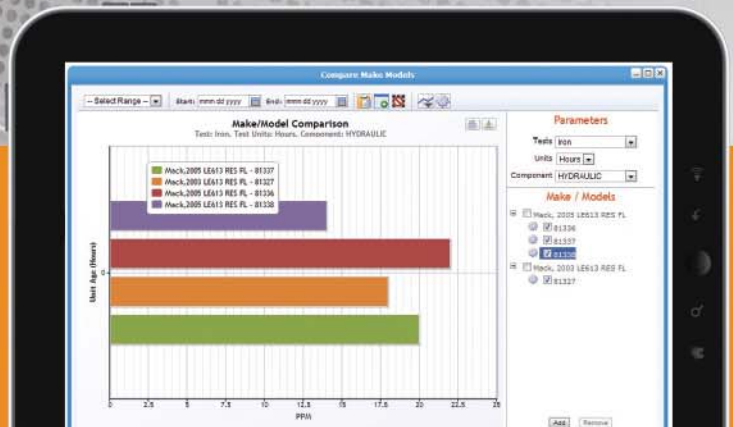 Compare Make Models
-- Select Range -- Start: mmm dd yyyy End: mmm dd yyyy
Make/Model Comparison
Test: Iron, Test Units: Hours, Component: HYDRAULIC
Mack,2005 LE613 RES FL - 81337
Mack,2005 LE613 RES FL - 81327
Mack,2005 LE613 RES FL - 81336
Mack,2005 LE613 RES FL - 81338
Unit Age (Hours)
0
0 2.5 5 7.5 10 12.5 15 17.5 20 22.5 25
PPM
Parameters
Tests Iron
Units Hours
Component HYDRAULIC
Make / Models
Mack, 2005 LE613 RES FL
81336
81337
81338
Mack, 2003 LE613 RES FL
81327
Add Remove